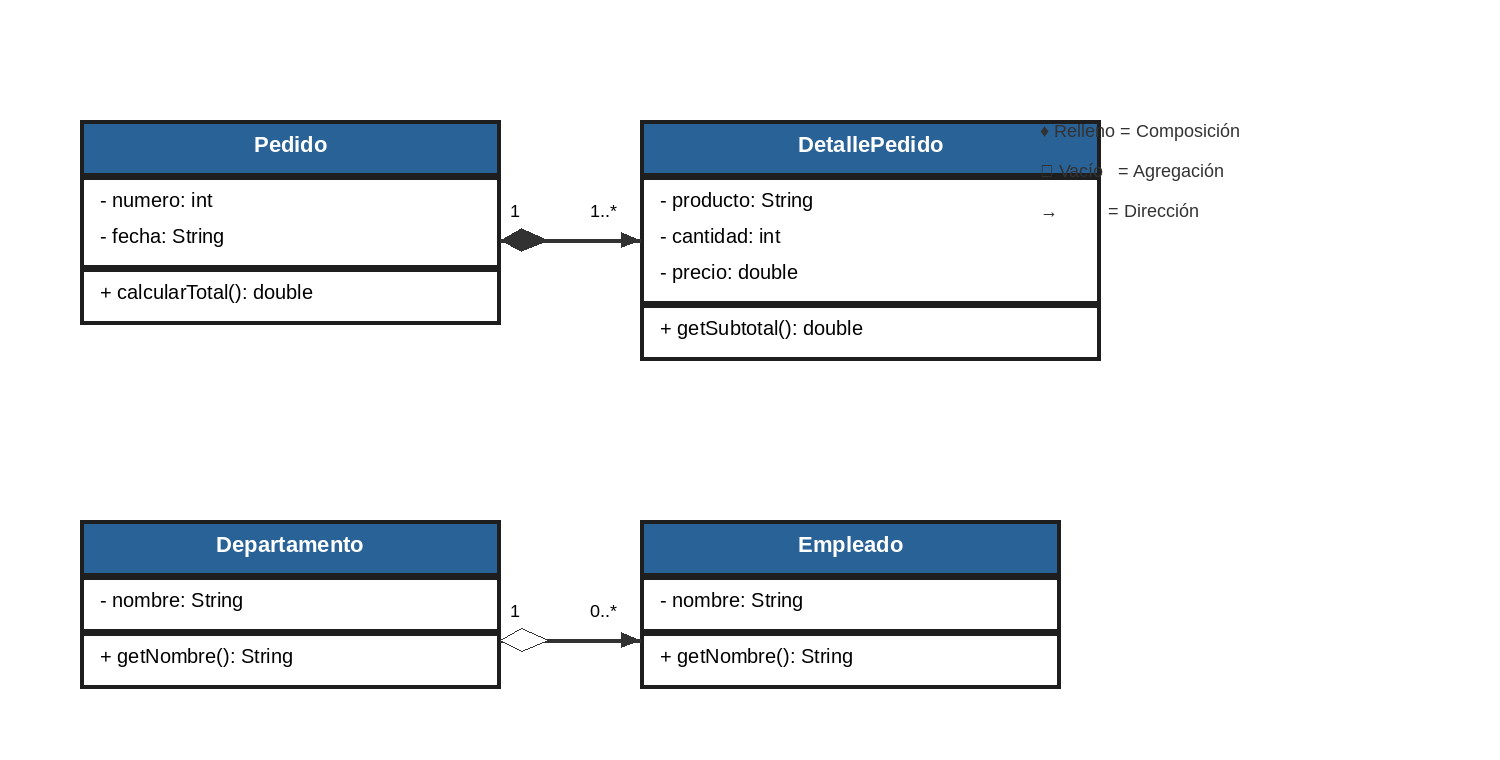 Pedido
- numero: int
- fecha: String
+ calcularTotal(): double
1
1..*
DetallePedido
- producto: String
- cantidad: int
- precio: double
+ getSubtotal(): double
♦ Relleno = Composición
□ Vacío = Agregación
→ = Dirección
Departamento
- nombre: String
+ getNombre(): String
1
0..*
Empleado
- nombre: String
+ getNombre(): String